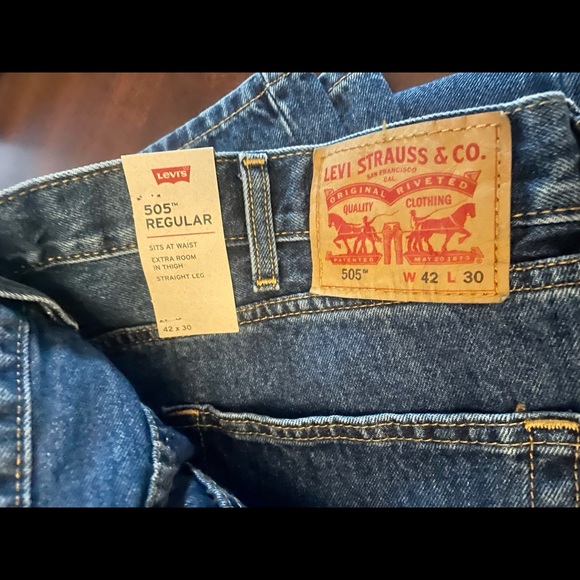 Levi's
505™
REGULAR
SITS AT WAIST
EXTRA ROOM
IN THIGH
STRAIGHT LEG
42 x 30
LEVI STRAUSS & CO.
SAN FRANCISCO
CAL.
ORIGINAL RIVETED
QUALITY CLOTHING
PATENTED MAY 20 1873
505™ W 42 L 30